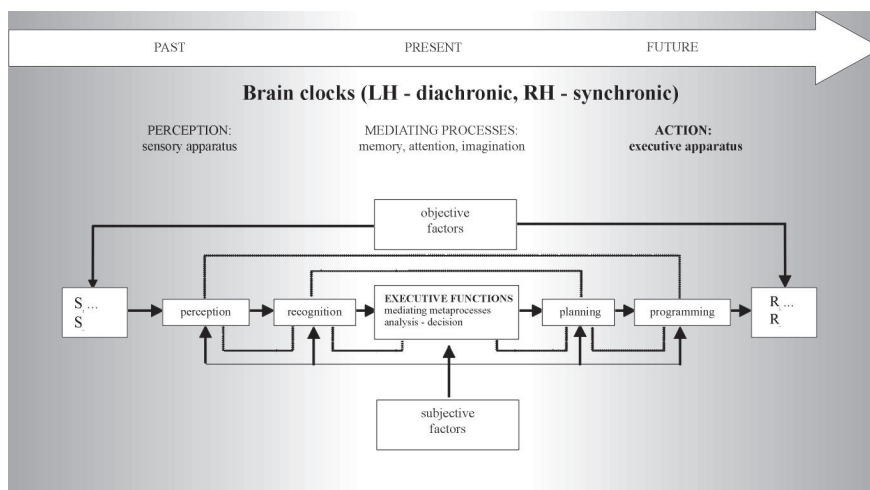 PAST PRESENT FUTURE
Brain clocks (LH - diachronic, RH - synchronic)
PERCEPTION:
sensory apparatus
MEDIATING PROCESSES:
memory, attention, imagination
ACTION:
executive apparatus
objective
factors
S, ...
S
perception
recognition
EXECUTIVE FUNCTIONS
mediating metaprocesses
analysis - decision
planning
programming
R, ...
R
subjective
factors